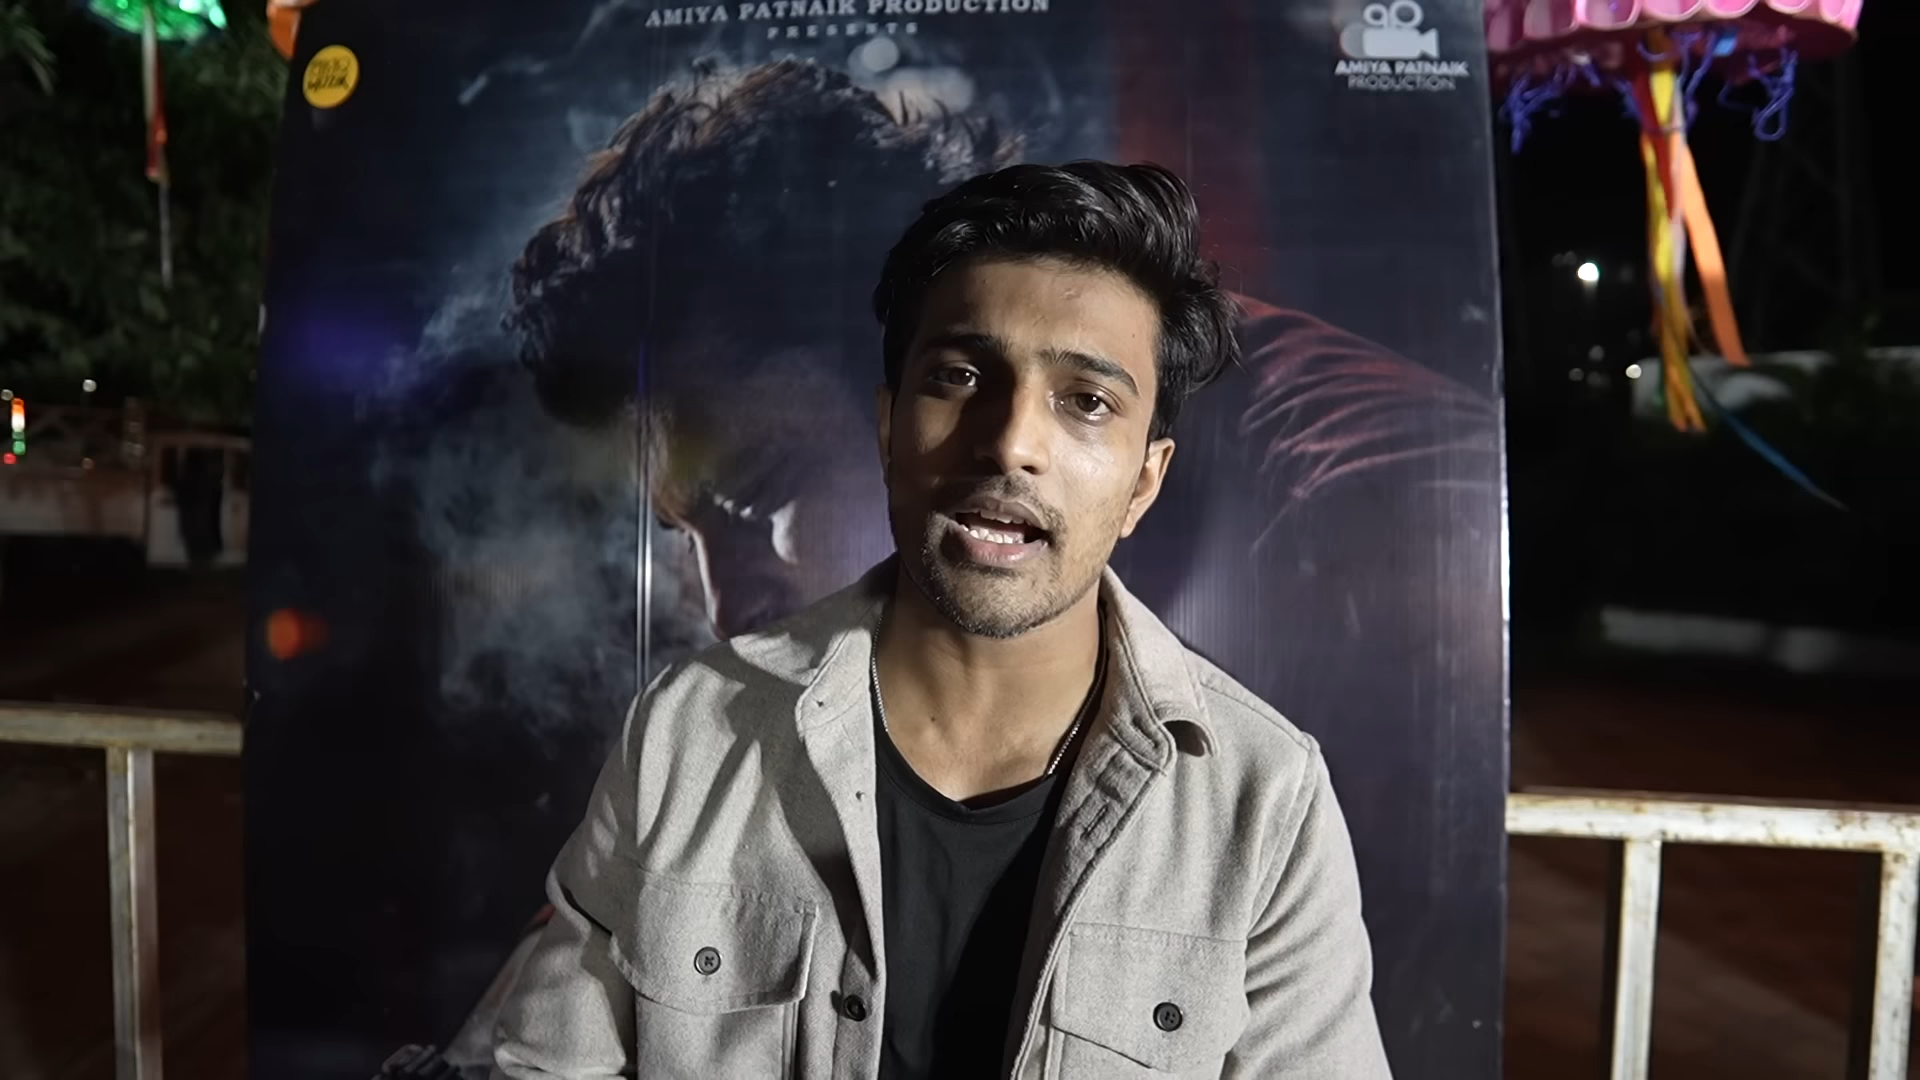 AMIYA PATNAIK PRODUCTION
PRESENTS
AMIYA PATNAIK
PRODUCTION